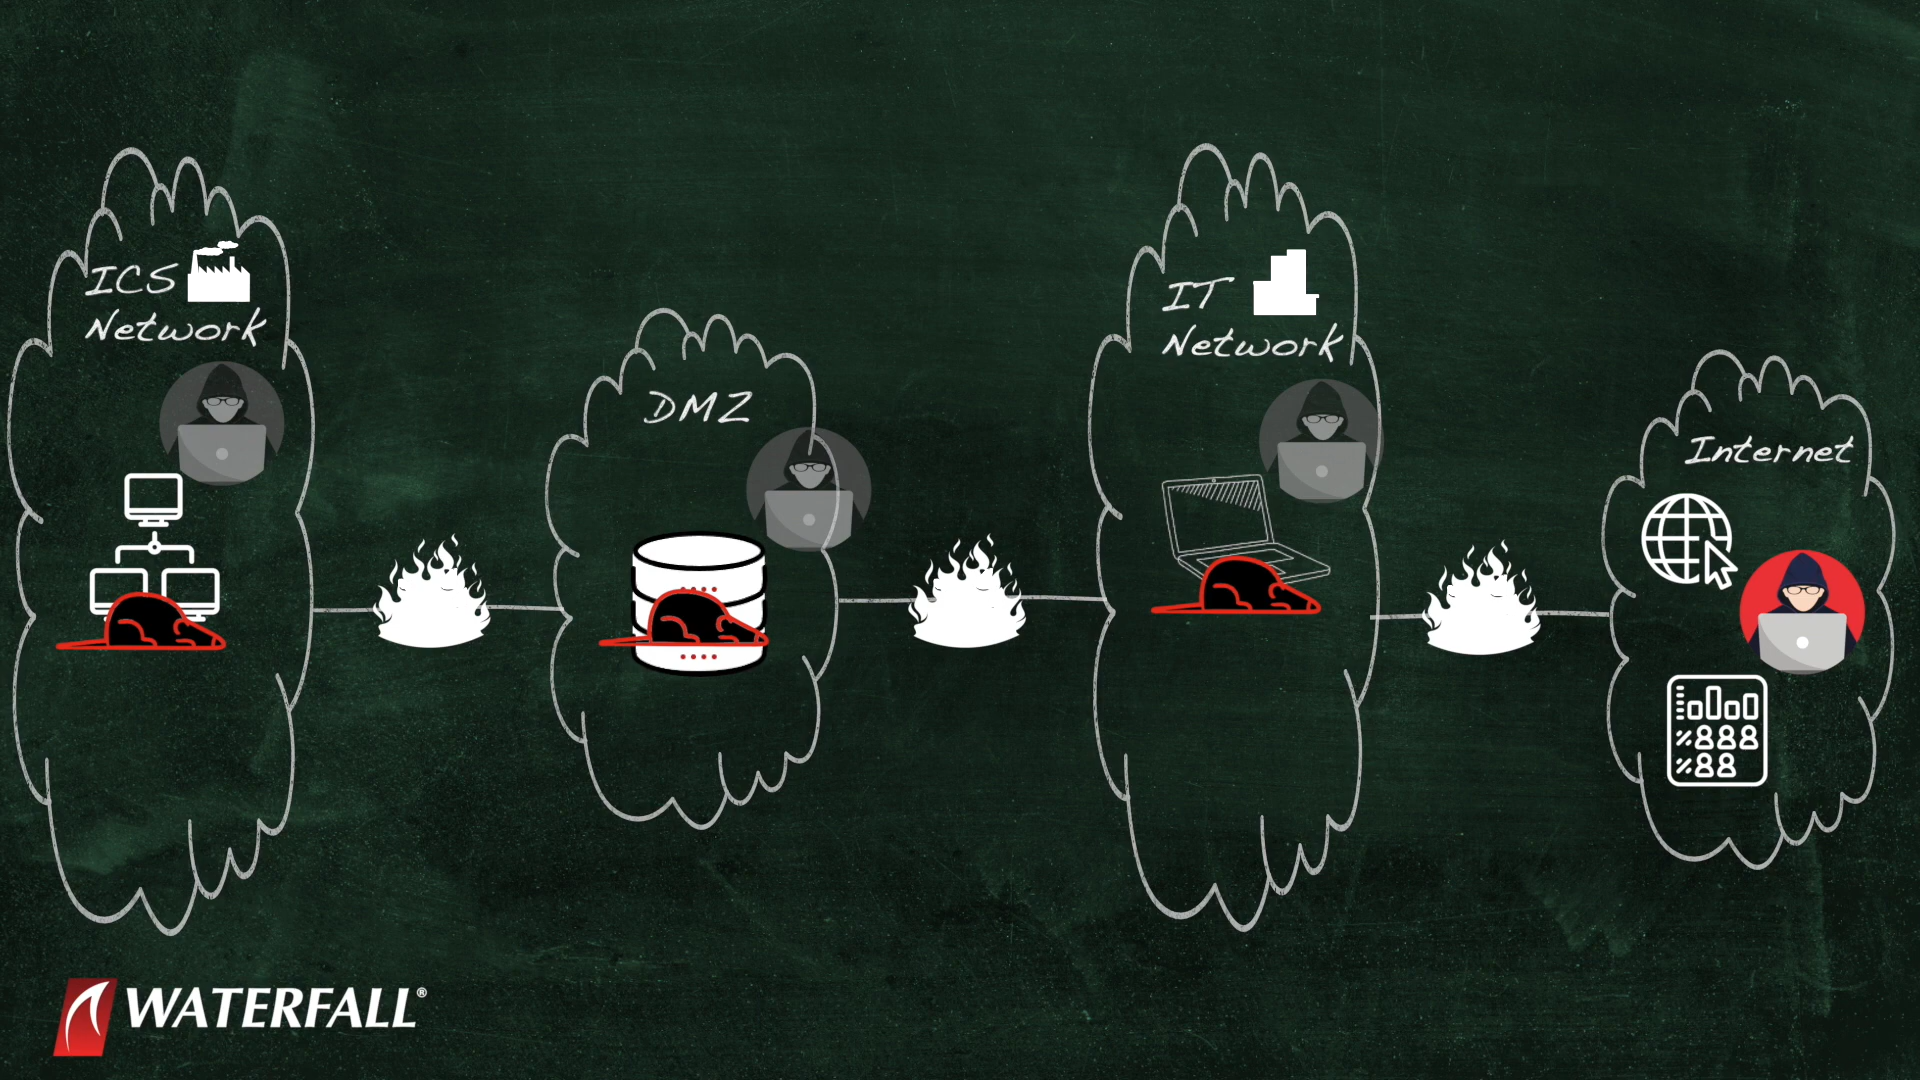 ICS
Network
DMZ
IT
Network
Internet
WATERFALL®